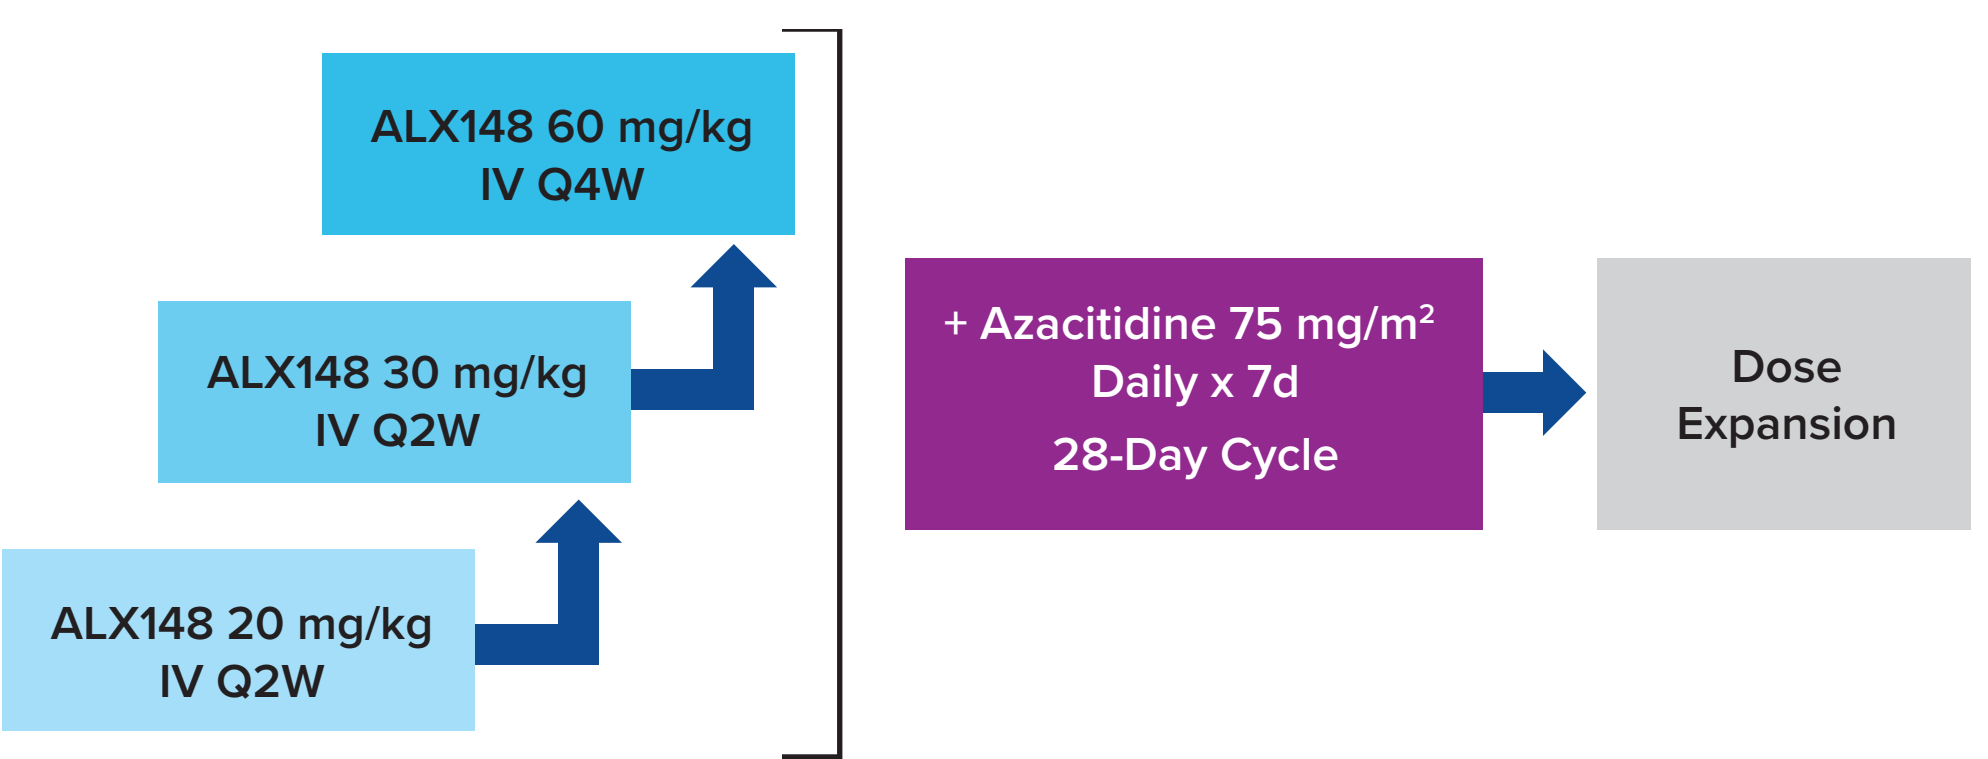 ALX148 60 mg/kg
IV Q4W
ALX148 30 mg/kg
IV Q2W
ALX148 20 mg/kg
IV Q2W
+ Azacitidine 75 mg/m²
Daily x 7d
28-Day Cycle
Dose
Expansion